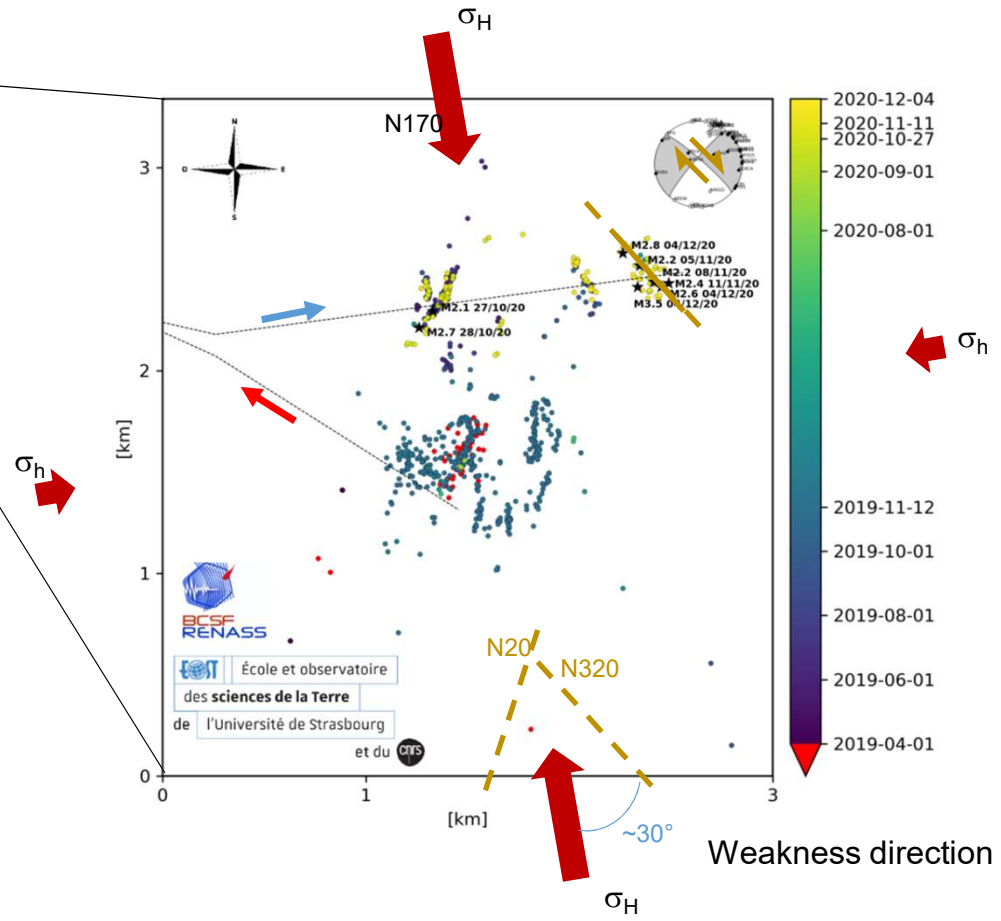 σH
N170
N
O
E
S
3
2
1
0
[km]
0
1
3
[km]
2020-12-04
2020-11-11
2020-10-27
2020-09-01
2020-08-01
2019-11-12
2019-10-01
2019-08-01
2019-06-01
2019-04-01
M2.8 04/12/20
M2.2 05/11/20
M2.2 08/11/20
M2.4 11/11/20
M2.6 04/12/20
M2.1 27/10/20
M2.7 28/10/20
σh
σh
BCSF
RENASS
EOST École et observatoire
des sciences de la Terre
de l'Université de Strasbourg
et du cnrs
N20
N320
~30°
Weakness direction
σH